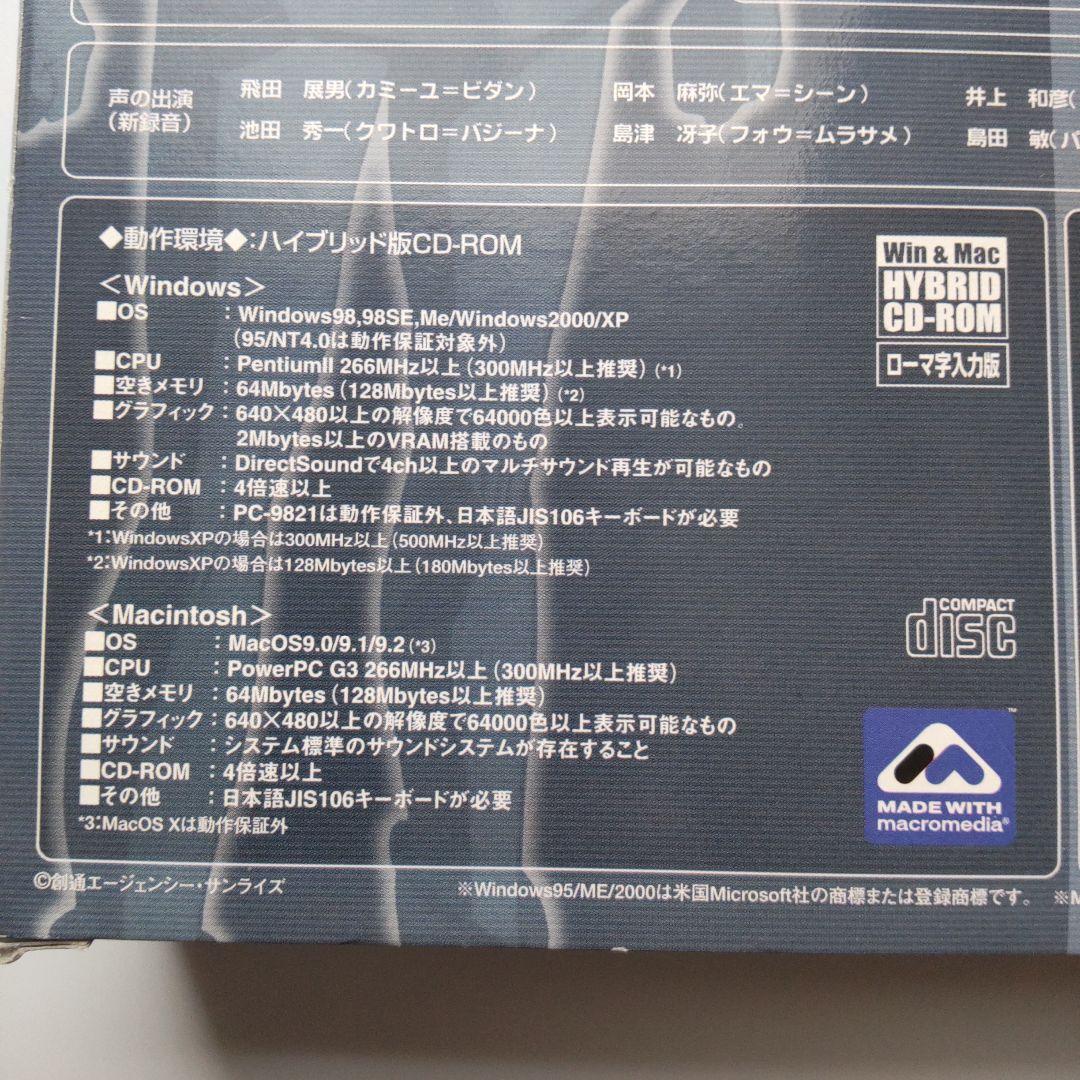 声の出演
(新録音)
飛田 展男(カミーユ=ビダン)
岡本 麻弥(エマ=シーン)
井上 和彦(
池田 秀一(クワトロ=バジーナ)
島津 冴子(フォウ=ムラサメ)
島田 敏(パ
◆動作環境◆:ハイブリッド版CD-ROM
<Windows>
■OS :Windows98,98SE,Me/Windows2000/XP
(95/NT4.0は動作保証対象外)
■CPU :PentiumII 266MHz以上(300MHz以上推奨)(*1)
■空きメモリ :64Mbytes(128Mbytes以上推奨)(*2)
■グラフィック:640×480以上の解像度で64000色以上表示可能なもの。
2Mbytes以上のVRAM搭載のもの
■サウンド :DirectSoundで4ch以上のマルチサウンド再生が可能なもの
■CD-ROM :4倍速以上
■その他 :PC-9821は動作保証外、日本語JIS106キーボードが必要
*1:WindowsXPの場合は300MHz以上(500MHz以上推奨)
*2:WindowsXPの場合は128Mbytes以上(180Mbytes以上推奨)
<Macintosh>
■OS :MacOS9.0/9.1/9.2(*3)
■CPU :PowerPC G3 266MHz以上(300MHz以上推奨)
■空きメモリ :64Mbytes(128Mbytes以上推奨)
■グラフィック:640×480以上の解像度で64000色以上表示可能なもの
■サウンド :システム標準のサウンドシステムが存在すること
■CD-ROM :4倍速以上
■その他 :日本語JIS106キーボードが必要
*3:MacOS Xは動作保証外
Win & Mac
HYBRID
CD-ROM
ローマ字入力版
COMPACT
disc
™
MADE WITH
macromedia®
©創通エージェンシー・サンライズ
※Windows95/ME/2000は米国Microsoft社の商標または登録商標です。 ※M